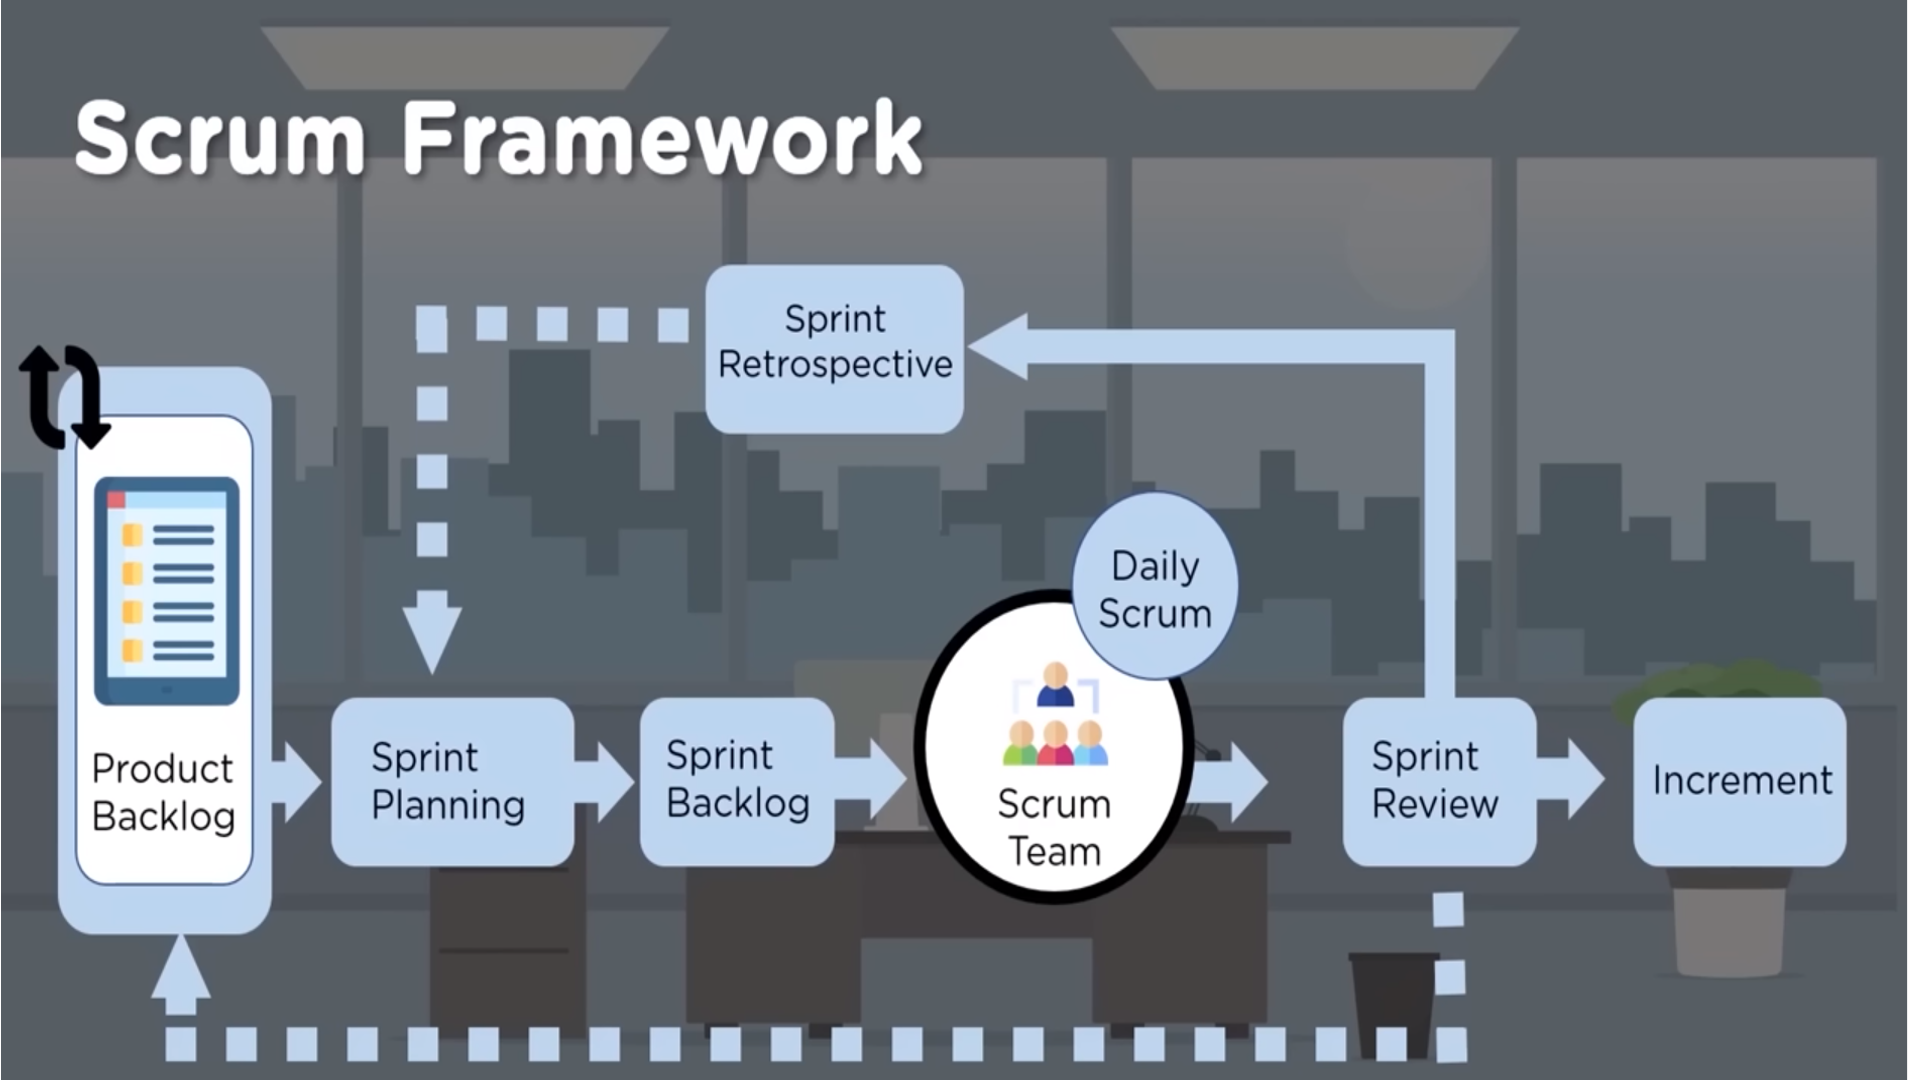 Scrum Framework
Sprint
Retrospective
Daily
Scrum
Product
Backlog
Sprint
Planning
Sprint
Backlog
Scrum
Team
Sprint
Review
Increment